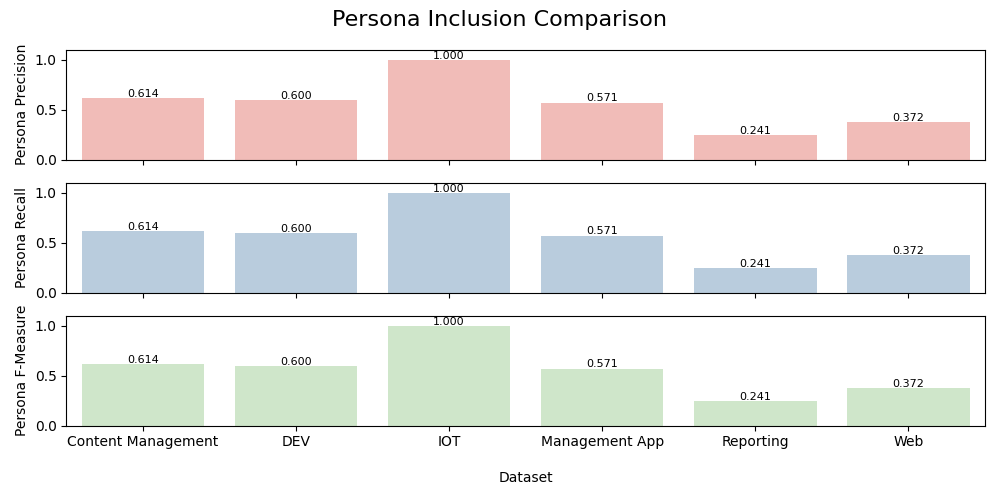 Persona Inclusion Comparison
Persona Precision
1.0
0.5
0.0
0.614
0.600
1.000
0.571
0.241
0.372
Persona Recall
1.0
0.5
0.0
0.614
0.600
1.000
0.571
0.241
0.372
Persona F-Measure
1.0
0.5
0.0
0.614
0.600
1.000
0.571
0.241
0.372
Content Management
DEV
IOT
Management App
Reporting
Web
Dataset